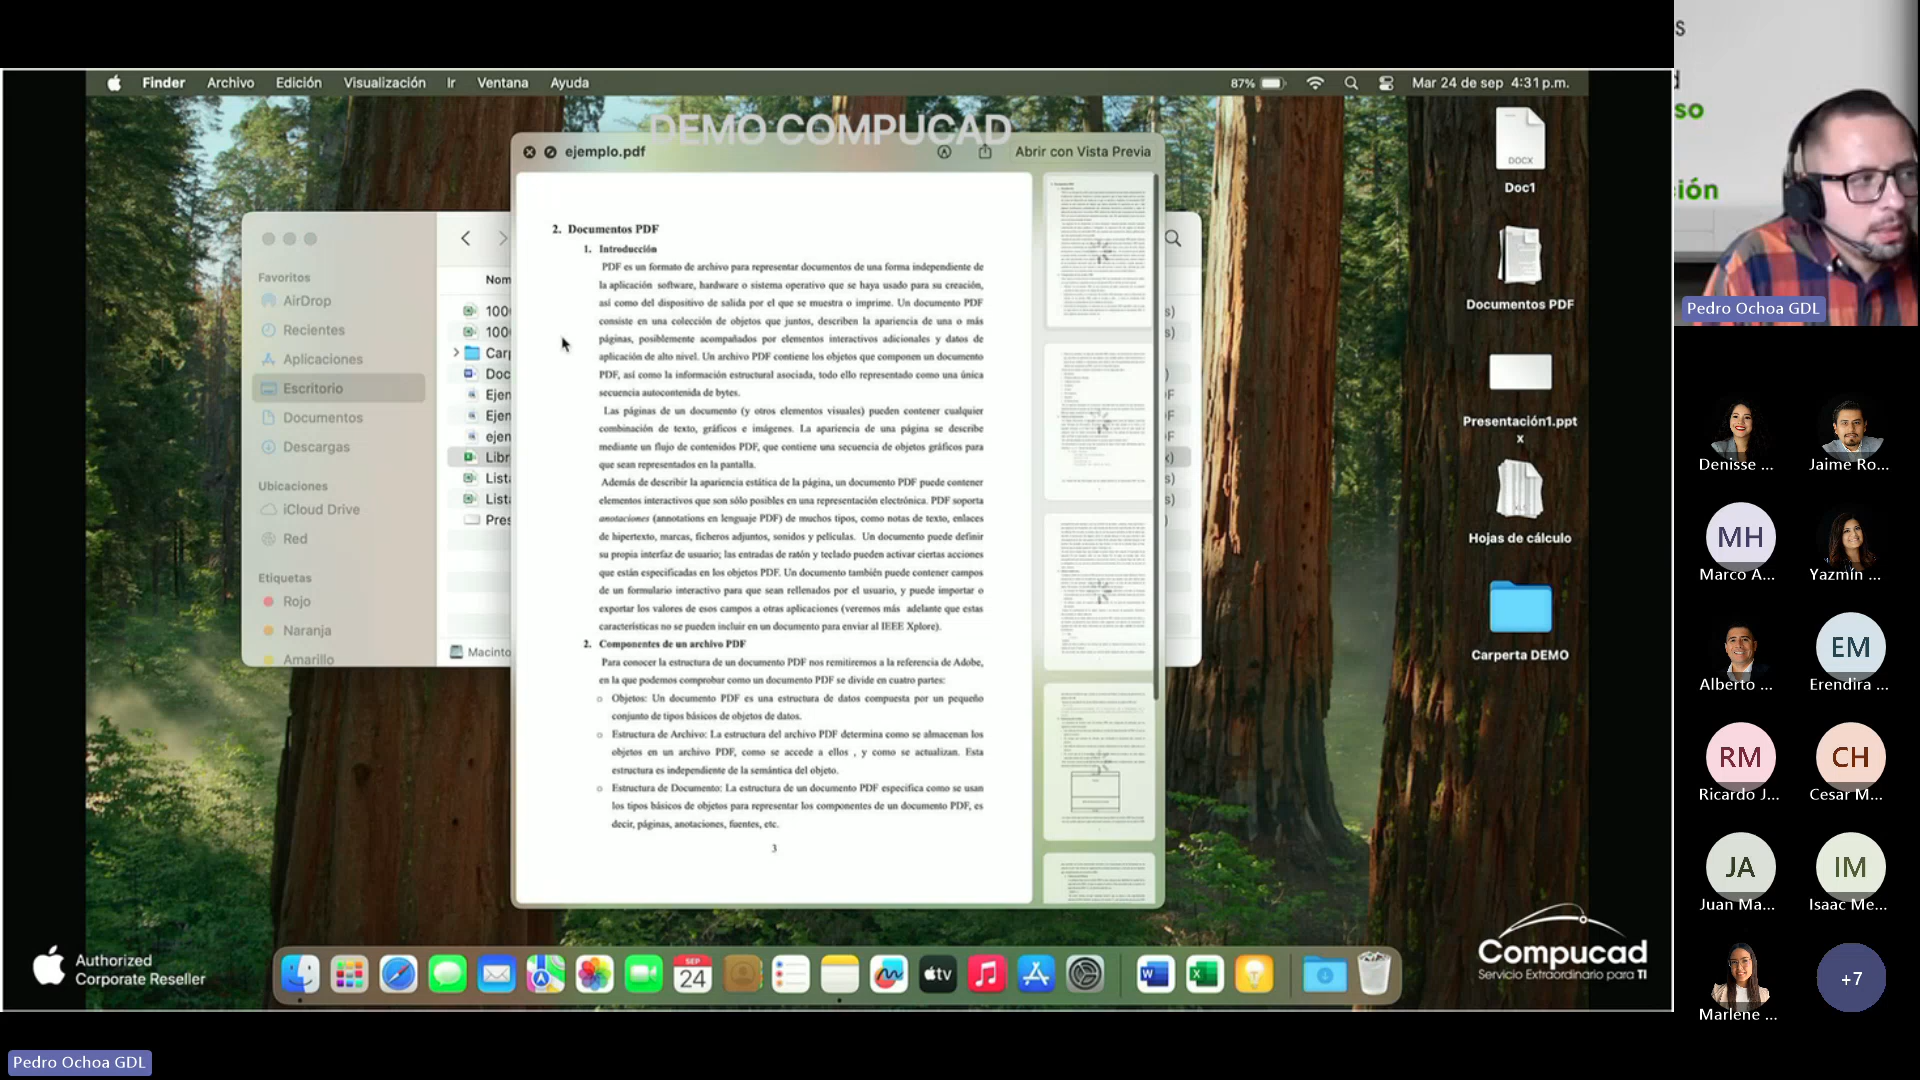 Finder Archivo Edición Visualización Ir Ventana Ayuda
87% Mar 24 de sep 4:31 p.m.
DEMO COMPUCAD
ejemplo.pdf
Abrir con Vista Previa
Favoritos
AirDrop
Recientes
Aplicaciones
Escritorio
Documentos
Descargas
Ubicaciones
iCloud Drive
Red
Etiquetas
Rojo
Naranja
Amarillo
Nom
100
100
Carp
Doc
Ejen
Ejen
ejen
Libr
Lista
Lista
Pres
Macinto
2. Documentos PDF
1. Introducción
PDF es un formato de archivo para representar documentos de una forma independiente de
la aplicación software, hardware o sistema operativo que se haya usado para su creación,
así como del dispositivo de salida por el que se muestra o imprime. Un documento PDF
consiste en una colección de objetos que juntos, describen la apariencia de una o más
páginas, posiblemente acompañados por elementos interactivos adicionales y datos de
aplicación de alto nivel. Un archivo PDF contiene los objetos que componen un documento
PDF, así como la información estructural asociada, todo ello representado como una única
secuencia autocontenida de bytes.
Las páginas de un documento (y otros elementos visuales) pueden contener cualquier
combinación de texto, gráficos e imágenes. La apariencia de una página se describe
mediante un flujo de contenidos PDF, que contiene una secuencia de objetos gráficos para
que sean representados en la pantalla.
Además de describir la apariencia estática de la página, un documento PDF puede contener
elementos interactivos que son sólo posibles en una representación electrónica. PDF soporta
anotaciones (annotations en lenguaje PDF) de muchos tipos, como notas de texto, enlaces
de hipertexto, marcas, ficheros adjuntos, sonidos y películas. Un documento puede definir
su propia interfaz de usuario; las entradas de ratón y teclado pueden activar ciertas acciones
que están especificadas en los objetos PDF. Un documento también puede contener campos
de un formulario interactivo para que sean rellenados por el usuario, y puede importar o
exportar los valores de esos campos a otras aplicaciones (veremos más adelante que estas
características no se pueden incluir en un documento para enviar al IEEE Xplore).
2. Componentes de un archivo PDF
Para conocer la estructura de un documento PDF nos remitiremos a la referencia de Adobe,
en la que podemos comprobar como un documento PDF se divide en cuatro partes:
o Objetos: Un documento PDF es una estructura de datos compuesta por un pequeño
conjunto de tipos básicos de objetos de datos.
o Estructura de Archivo: La estructura del archivo PDF determina como se almacenan los
objetos en un archivo PDF, como se accede a ellos , y como se actualizan. Esta
estructura es independiente de la semántica del objeto.
o Estructura de Documento: La estructura de un documento PDF especifica como se usan
los tipos básicos de objetos para representar los componentes de un documento PDF, es
decir, páginas, anotaciones, fuentes, etc.
3
DOCX
Doc1
Documentos PDF
Presentación1.ppt
x
Hojas de cálculo
Carperta DEMO
Authorized
Corporate Reseller
SEP
24
tv
Compucad
Servicio Extraordinario para TI
Pedro Ochoa GDL
so
ión
Pedro Ochoa GDL
Denisse ...
Jaime Ro...
MH
Marco A...
Yazmín ...
Alberto ...
EM
Erendira ...
RM
Ricardo J...
CH
Cesar M...
JA
Juan Ma...
IM
Isaac Me...
Marlene ...
+7